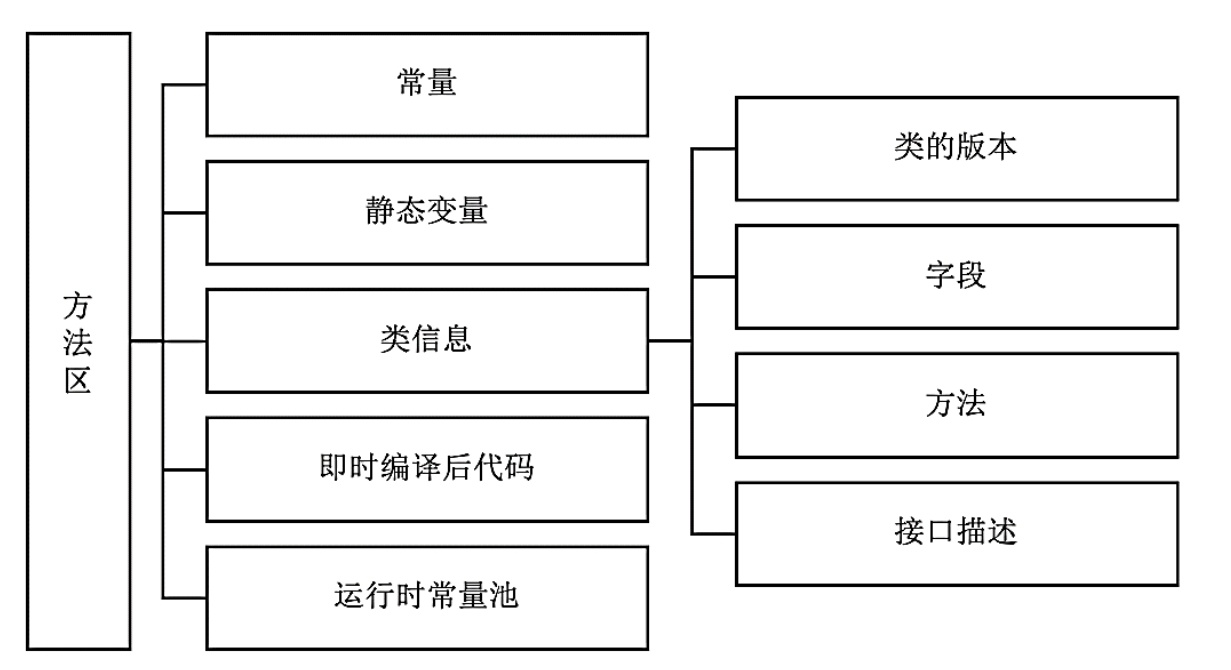 方法区
常量
静态变量
类信息
即时编译后代码
运行时常量池
类的版本
字段
方法
接口描述